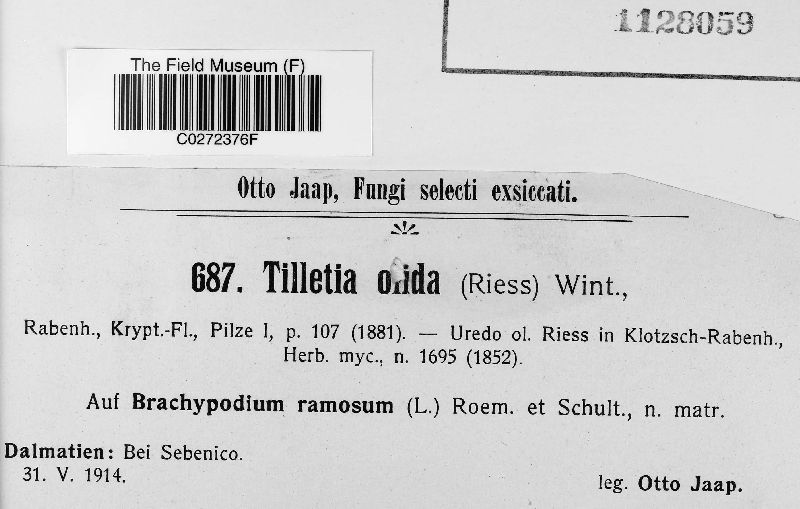 1128059
The Field Museum (F)
C0272376F
Otto Jaap, Fungi selecti exsiccati.
687. Tilletia olida (Riess) Wint.,
Rabenh., Krypt.-Fl., Pilze I, p. 107 (1881). — Uredo ol. Riess in Klotzsch-Rabenh.,
Herb. myc., n. 1695 (1852).
Auf Brachypodium ramosum (L.) Roem. et Schult., n. matr.
Dalmatien: Bei Sebenico.
31. V. 1914.
leg. Otto Jaap.